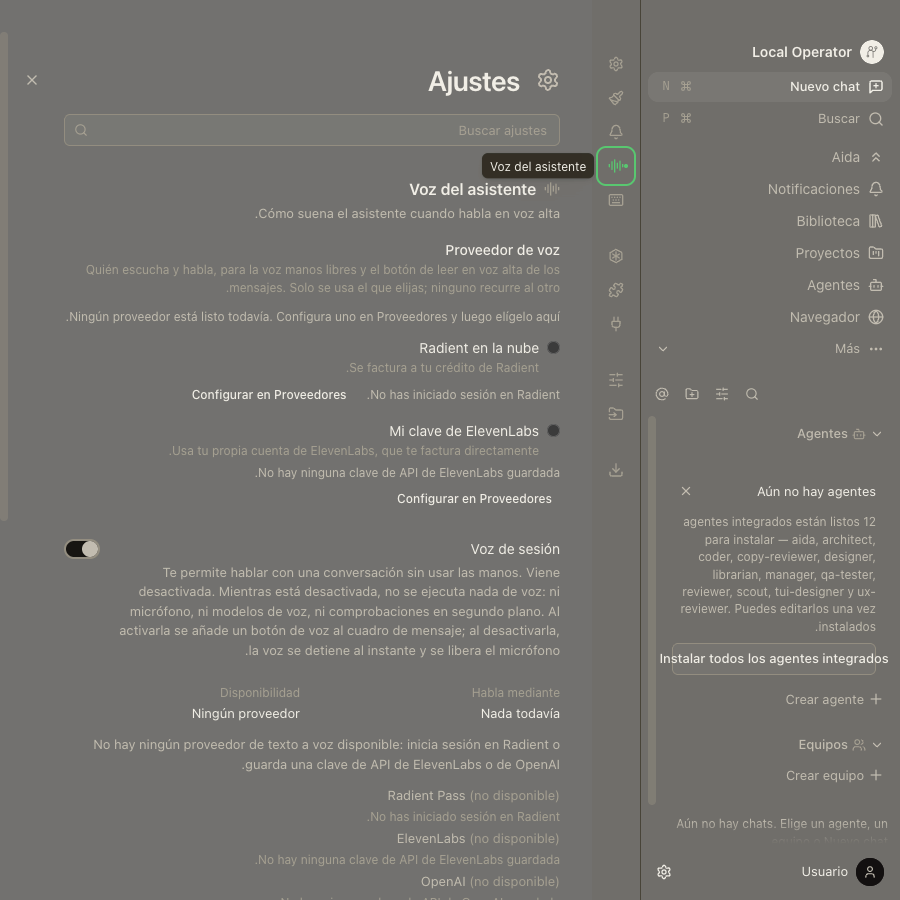 Local Operator
Nuevo chat
N ⌘
Buscar
P ⌘
Aida
Notificaciones
Biblioteca
Proyectos
Agentes
Navegador
Más
Agentes
Aún no hay agentes
agentes integrados están listos 12
para instalar — aida, architect,
coder, copy-reviewer, designer,
librarian, manager, qa-tester,
reviewer, scout, tui-designer y ux-
reviewer. Puedes editarlos una vez
.instalados
Instalar todos los agentes integrados
Crear agente
Equipos
Crear equipo
Aún no hay chats. Elige un agente, un
Usuario
Ajustes
Buscar ajustes
Voz del asistente
Voz del asistente
.Cómo suena el asistente cuando habla en voz alta
Proveedor de voz
Quién escucha y habla, para la voz manos libres y el botón de leer en voz alta de los
.mensajes. Solo se usa el que elijas; ninguno recurre al otro
.Ningún proveedor está listo todavía. Configura uno en Proveedores y luego elígelo aquí
Radient en la nube
.Se factura a tu crédito de Radient
.No has iniciado sesión en Radient
Configurar en Proveedores
Mi clave de ElevenLabs
.Usa tu propia cuenta de ElevenLabs, que te factura directamente
.No hay ninguna clave de API de ElevenLabs guardada
Configurar en Proveedores
Voz de sesión
Te permite hablar con una conversación sin usar las manos. Viene
desactivada. Mientras está desactivada, no se ejecuta nada de voz: ni
micrófono, ni modelos de voz, ni comprobaciones en segundo plano. Al
activarla se añade un botón de voz al cuadro de mensaje; al desactivarla,
.la voz se detiene al instante y se libera el micrófono
Habla mediante
Nada todavía
Disponibilidad
Ningún proveedor
No hay ningún proveedor de texto a voz disponible: inicia sesión en Radient o
.guarda una clave de API de ElevenLabs o de OpenAI
Radient Pass (no disponible)
.No has iniciado sesión en Radient
ElevenLabs (no disponible)
.No hay ninguna clave de API de ElevenLabs guardada
OpenAI (no disponible)